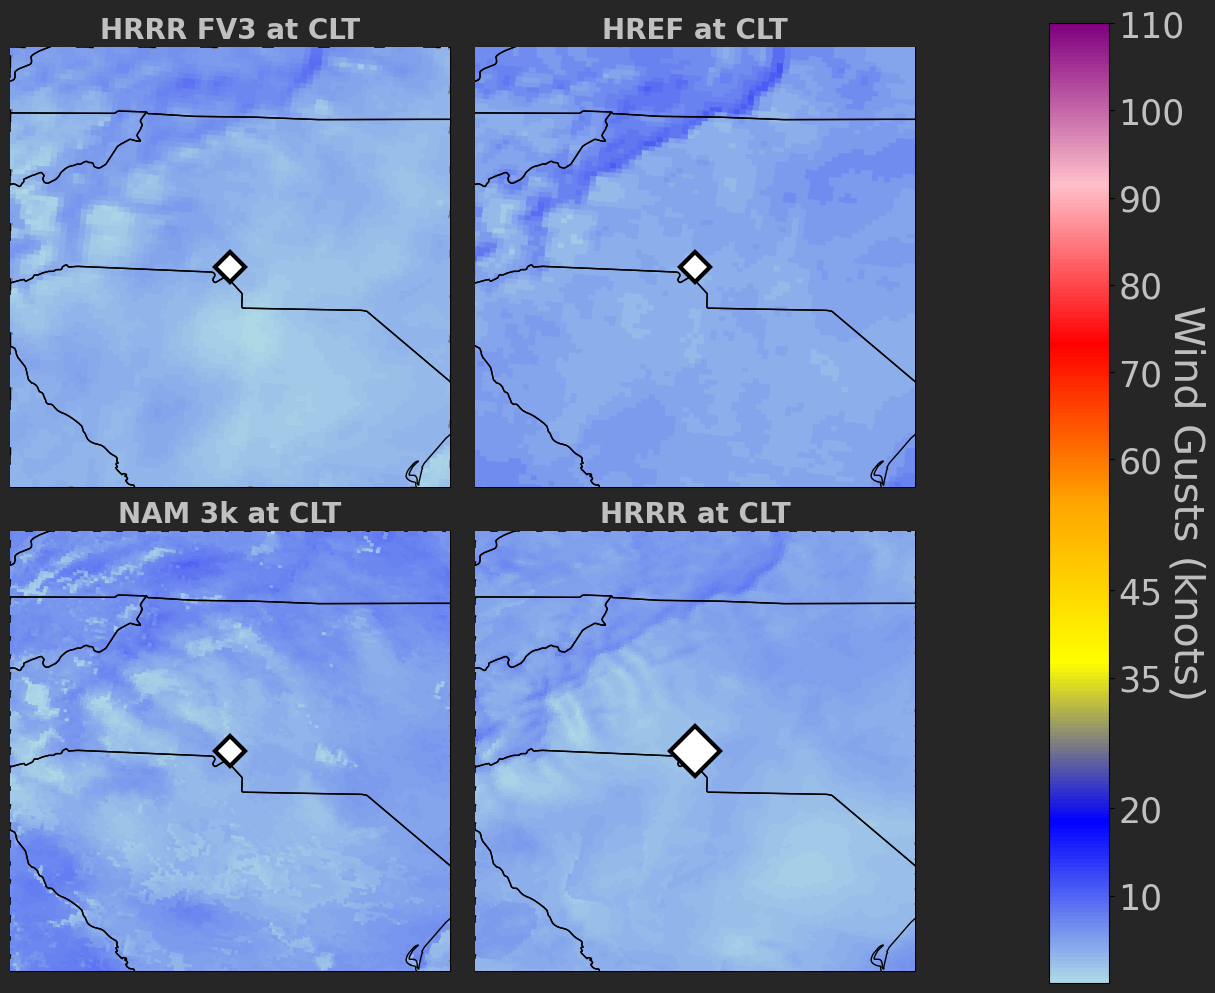 HRRR FV3 at CLT
HREF at CLT
NAM 3k at CLT
HRRR at CLT
110
100
90
80
70
60
45
35
20
10
Wind Gusts (knots)